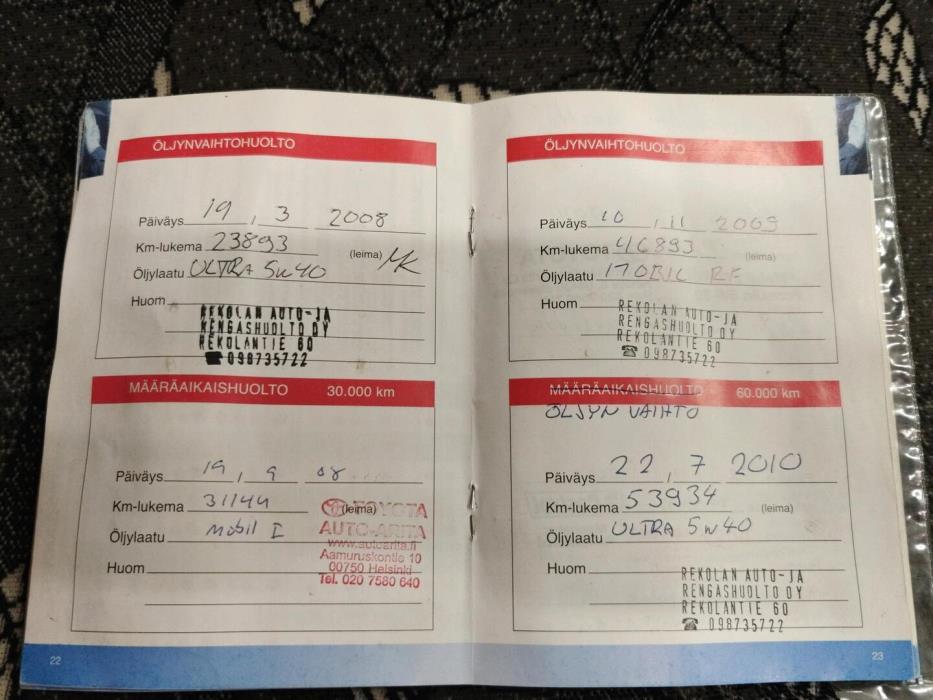 ÖLJYNVAIHTOHUOLTO
Päiväys 19 . 3 2008
Km-lukema 23893
(leima) MK
Öljylaatu ULTRA 5W40
Huom
REKOLAN AUTO-JA
RENGASHUOLTO OY
REKOLANTIE 60
☎ 098735722
MÄÄRÄAIKAISHUOLTO 30.000 km
Päiväys 19 , 9 08
Km-lukema 31144
(leima)
Öljylaatu Mobil 1
TOYOTA
AUTO-ARITA
www.autoarita.fi
Aamuruskontie 10
00750 Helsinki
Tel. 020 7580 640
Huom
22
ÖLJYNVAIHTOHUOLTO
Päiväys 10 . 11 2009
Km-lukema 46893
(leima)
Öljylaatu MOBIL
Huom
REKOLAN AUTO-JA
RENGASHUOLTO OY
REKOLANTIE 60
☎ 098735722
MÄÄRÄAIKAISHUOLTO 60.000 km
ÖLJYN VAIHTO
Päiväys 22 . 7 2010
Km-lukema 53934
(leima)
Öljylaatu ULTRA 5W40
Huom
REKOLAN AUTO-JA
RENGASHUOLTO OY
REKOLANTIE 60
☎ 098735722
23